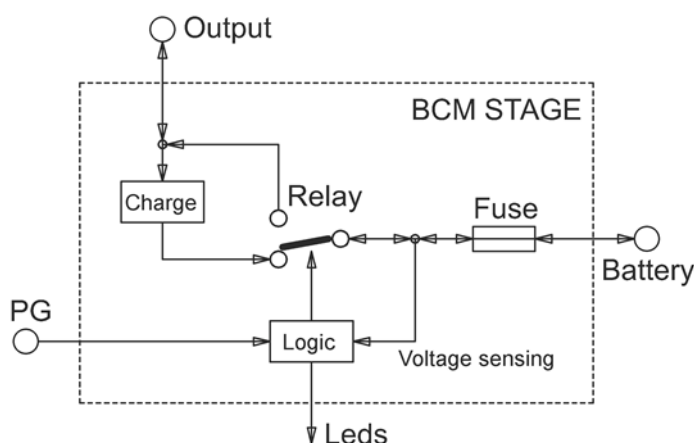 Output
BCM STAGE
Charge
Relay
Fuse
Battery
PG
Logic
Voltage sensing
Leds